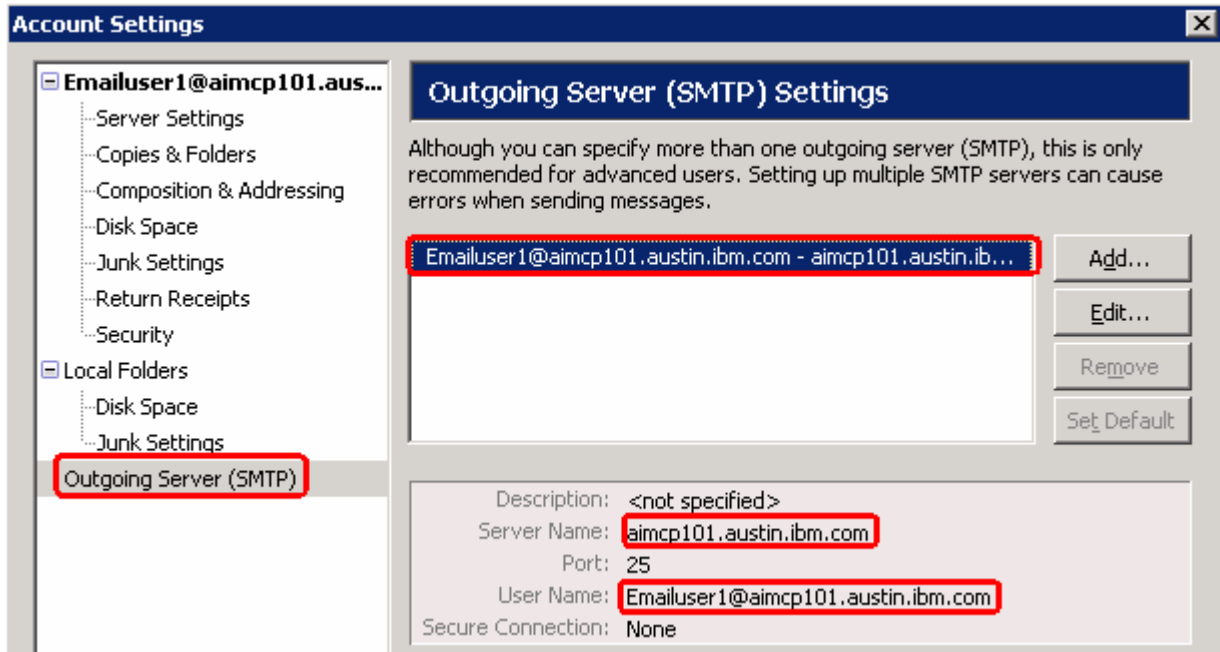 Account Settings
Emailuser1@aimcp101.aus...
Server Settings
Copies & Folders
Composition & Addressing
Disk Space
Junk Settings
Return Receipts
Security
Local Folders
Disk Space
Junk Settings
Outgoing Server (SMTP)
Outgoing Server (SMTP) Settings
Although you can specify more than one outgoing server (SMTP), this is only
recommended for advanced users. Setting up multiple SMTP servers can cause
errors when sending messages.
Emailuser1@aimcp101.austin.ibm.com - aimcp101.austin.ib...
Add...
Edit...
Remove
Set Default
Description: <not specified>
Server Name: aimcp101.austin.ibm.com
Port: 25
User Name: Emailuser1@aimcp101.austin.ibm.com
Secure Connection: None